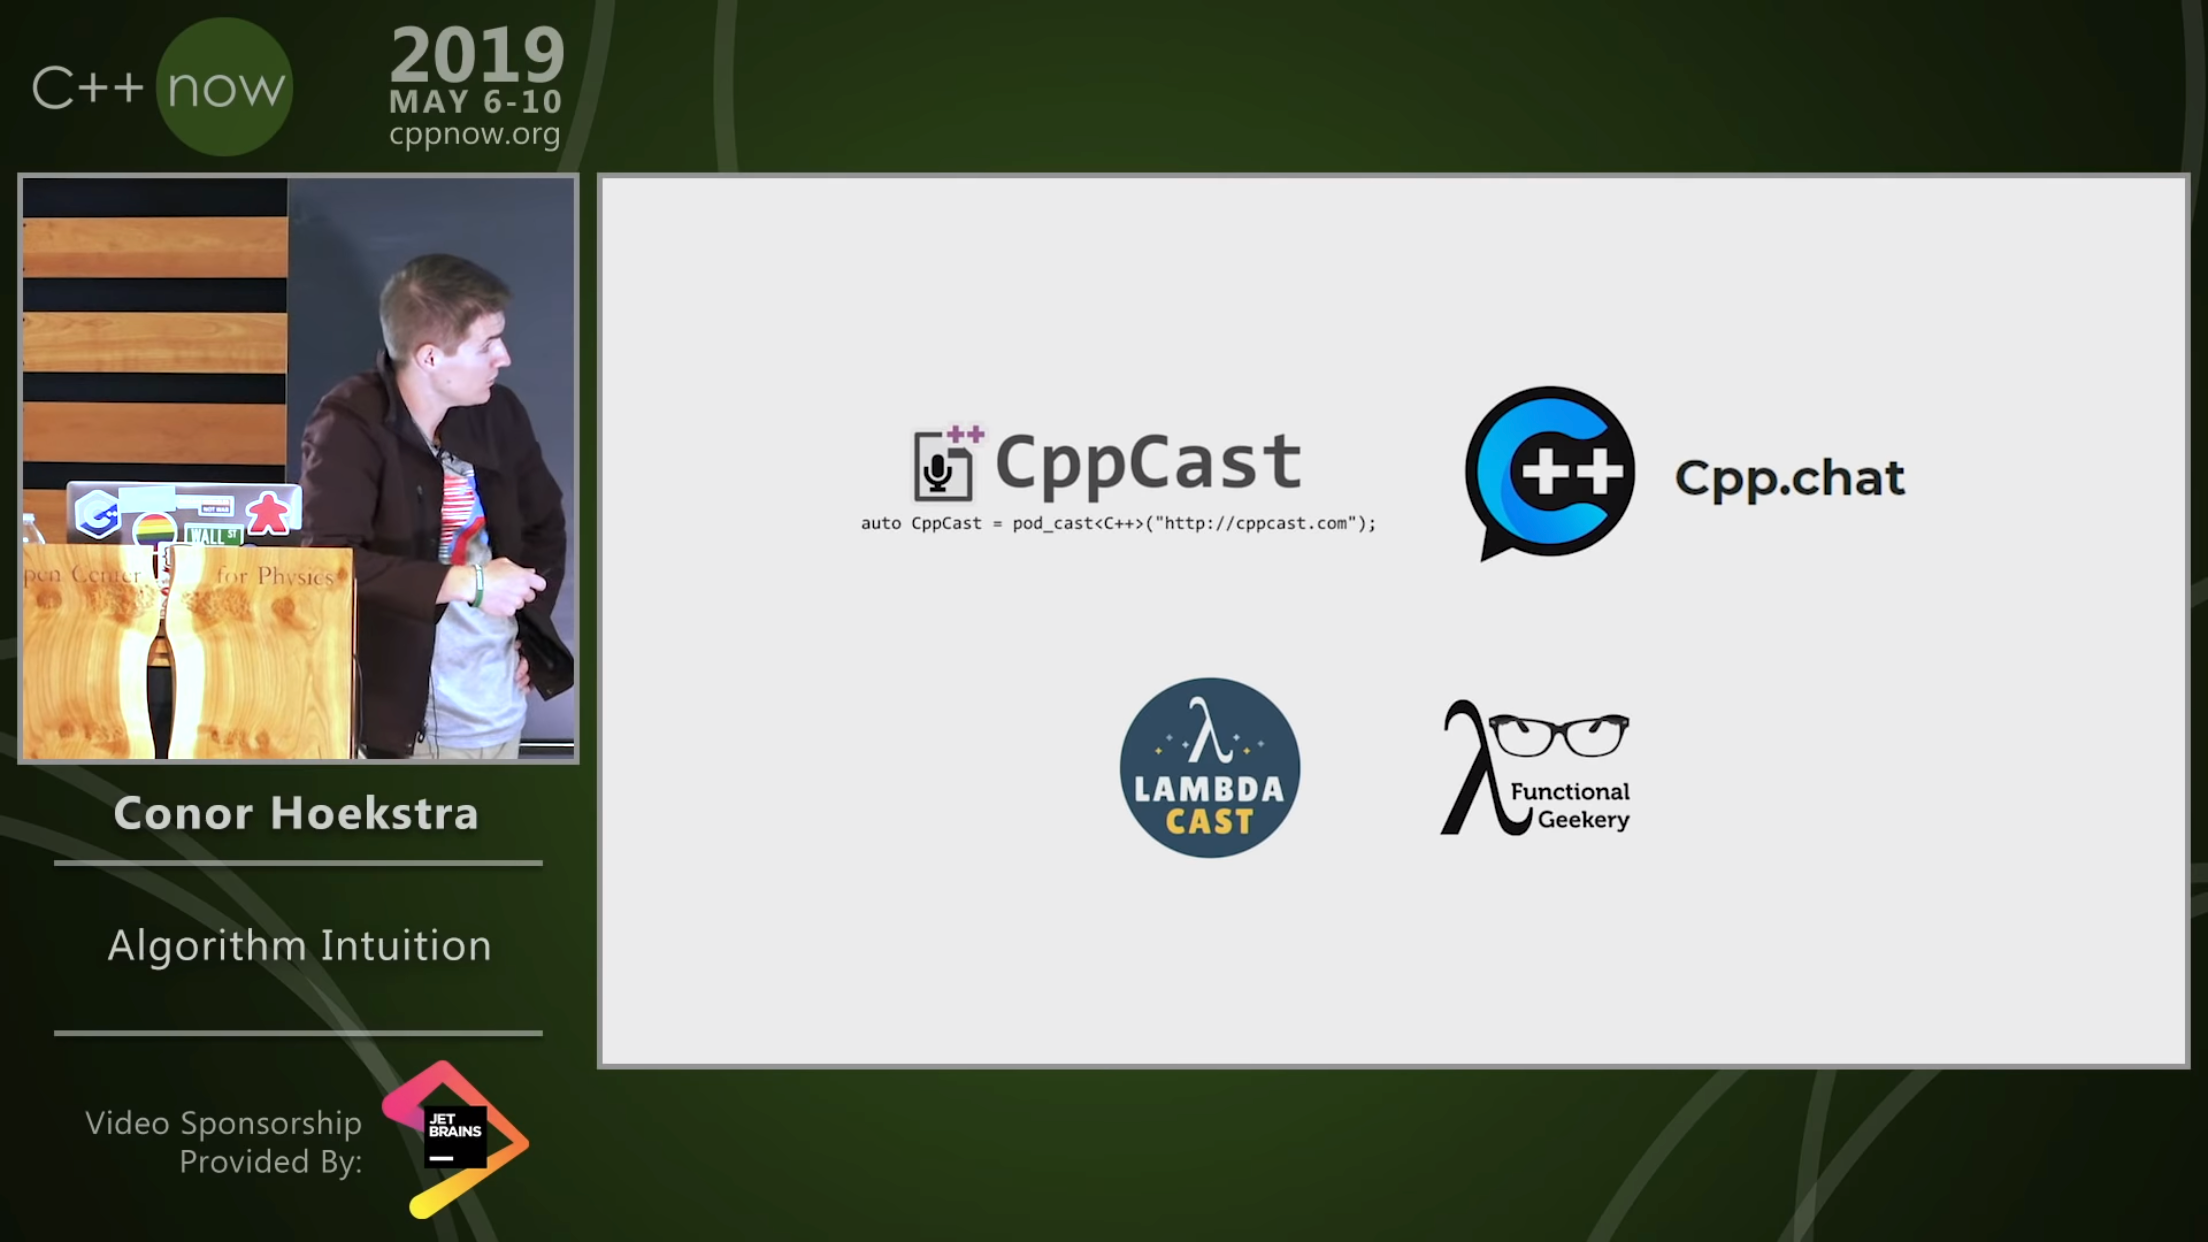 C++ now
2019
MAY 6-10
cppnow.org
WALL ST
pen Center for Physics
Conor Hoekstra
Algorithm Intuition
Video Sponsorship
Provided By:
JET
BRAINS
++
CppCast
auto CppCast = pod_cast<C++>("http://cppcast.com");
C++
Cpp.chat
λ
LAMBDA
CAST
λ
Functional
Geekery